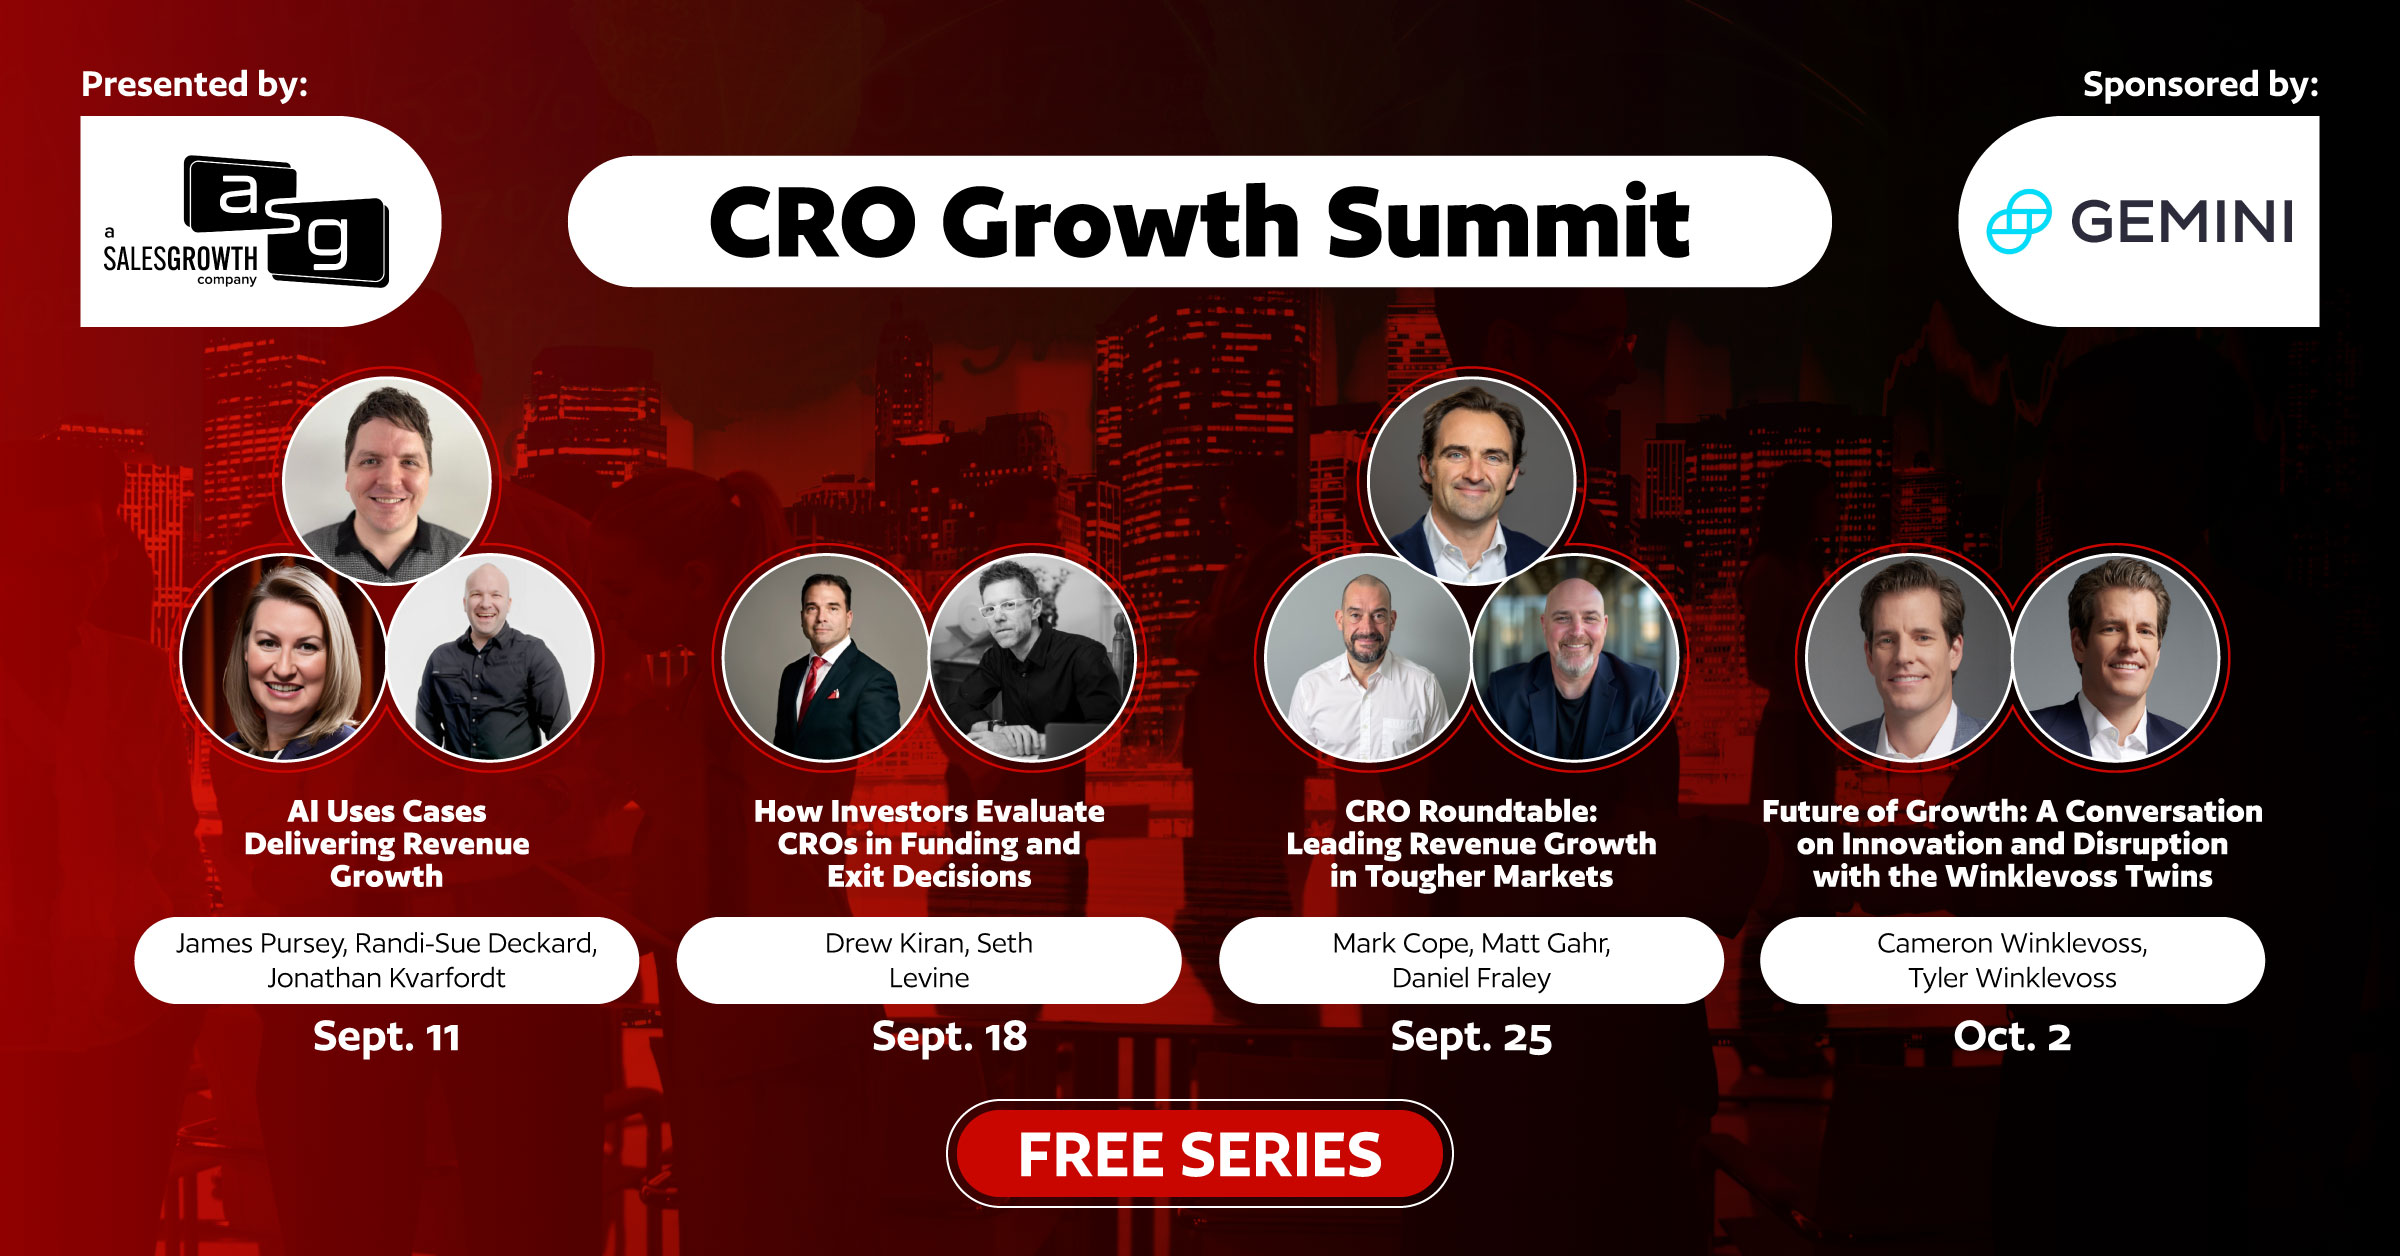 Presented by:
Sponsored by:
asg
a
SALESGROWTH
company
CRO Growth Summit
GEMINI
AI Uses Cases
Delivering Revenue
Growth
James Pursey, Randi-Sue Deckard,
Jonathan Kvarfordt
Sept. 11
How Investors Evaluate
CROs in Funding and
Exit Decisions
Drew Kiran, Seth
Levine
Sept. 18
CRO Roundtable:
Leading Revenue Growth
in Tougher Markets
Mark Cope, Matt Gahr,
Daniel Fraley
Sept. 25
Future of Growth: A Conversation
on Innovation and Disruption
with the Winklevoss Twins
Cameron Winklevoss,
Tyler Winklevoss
Oct. 2
FREE SERIES